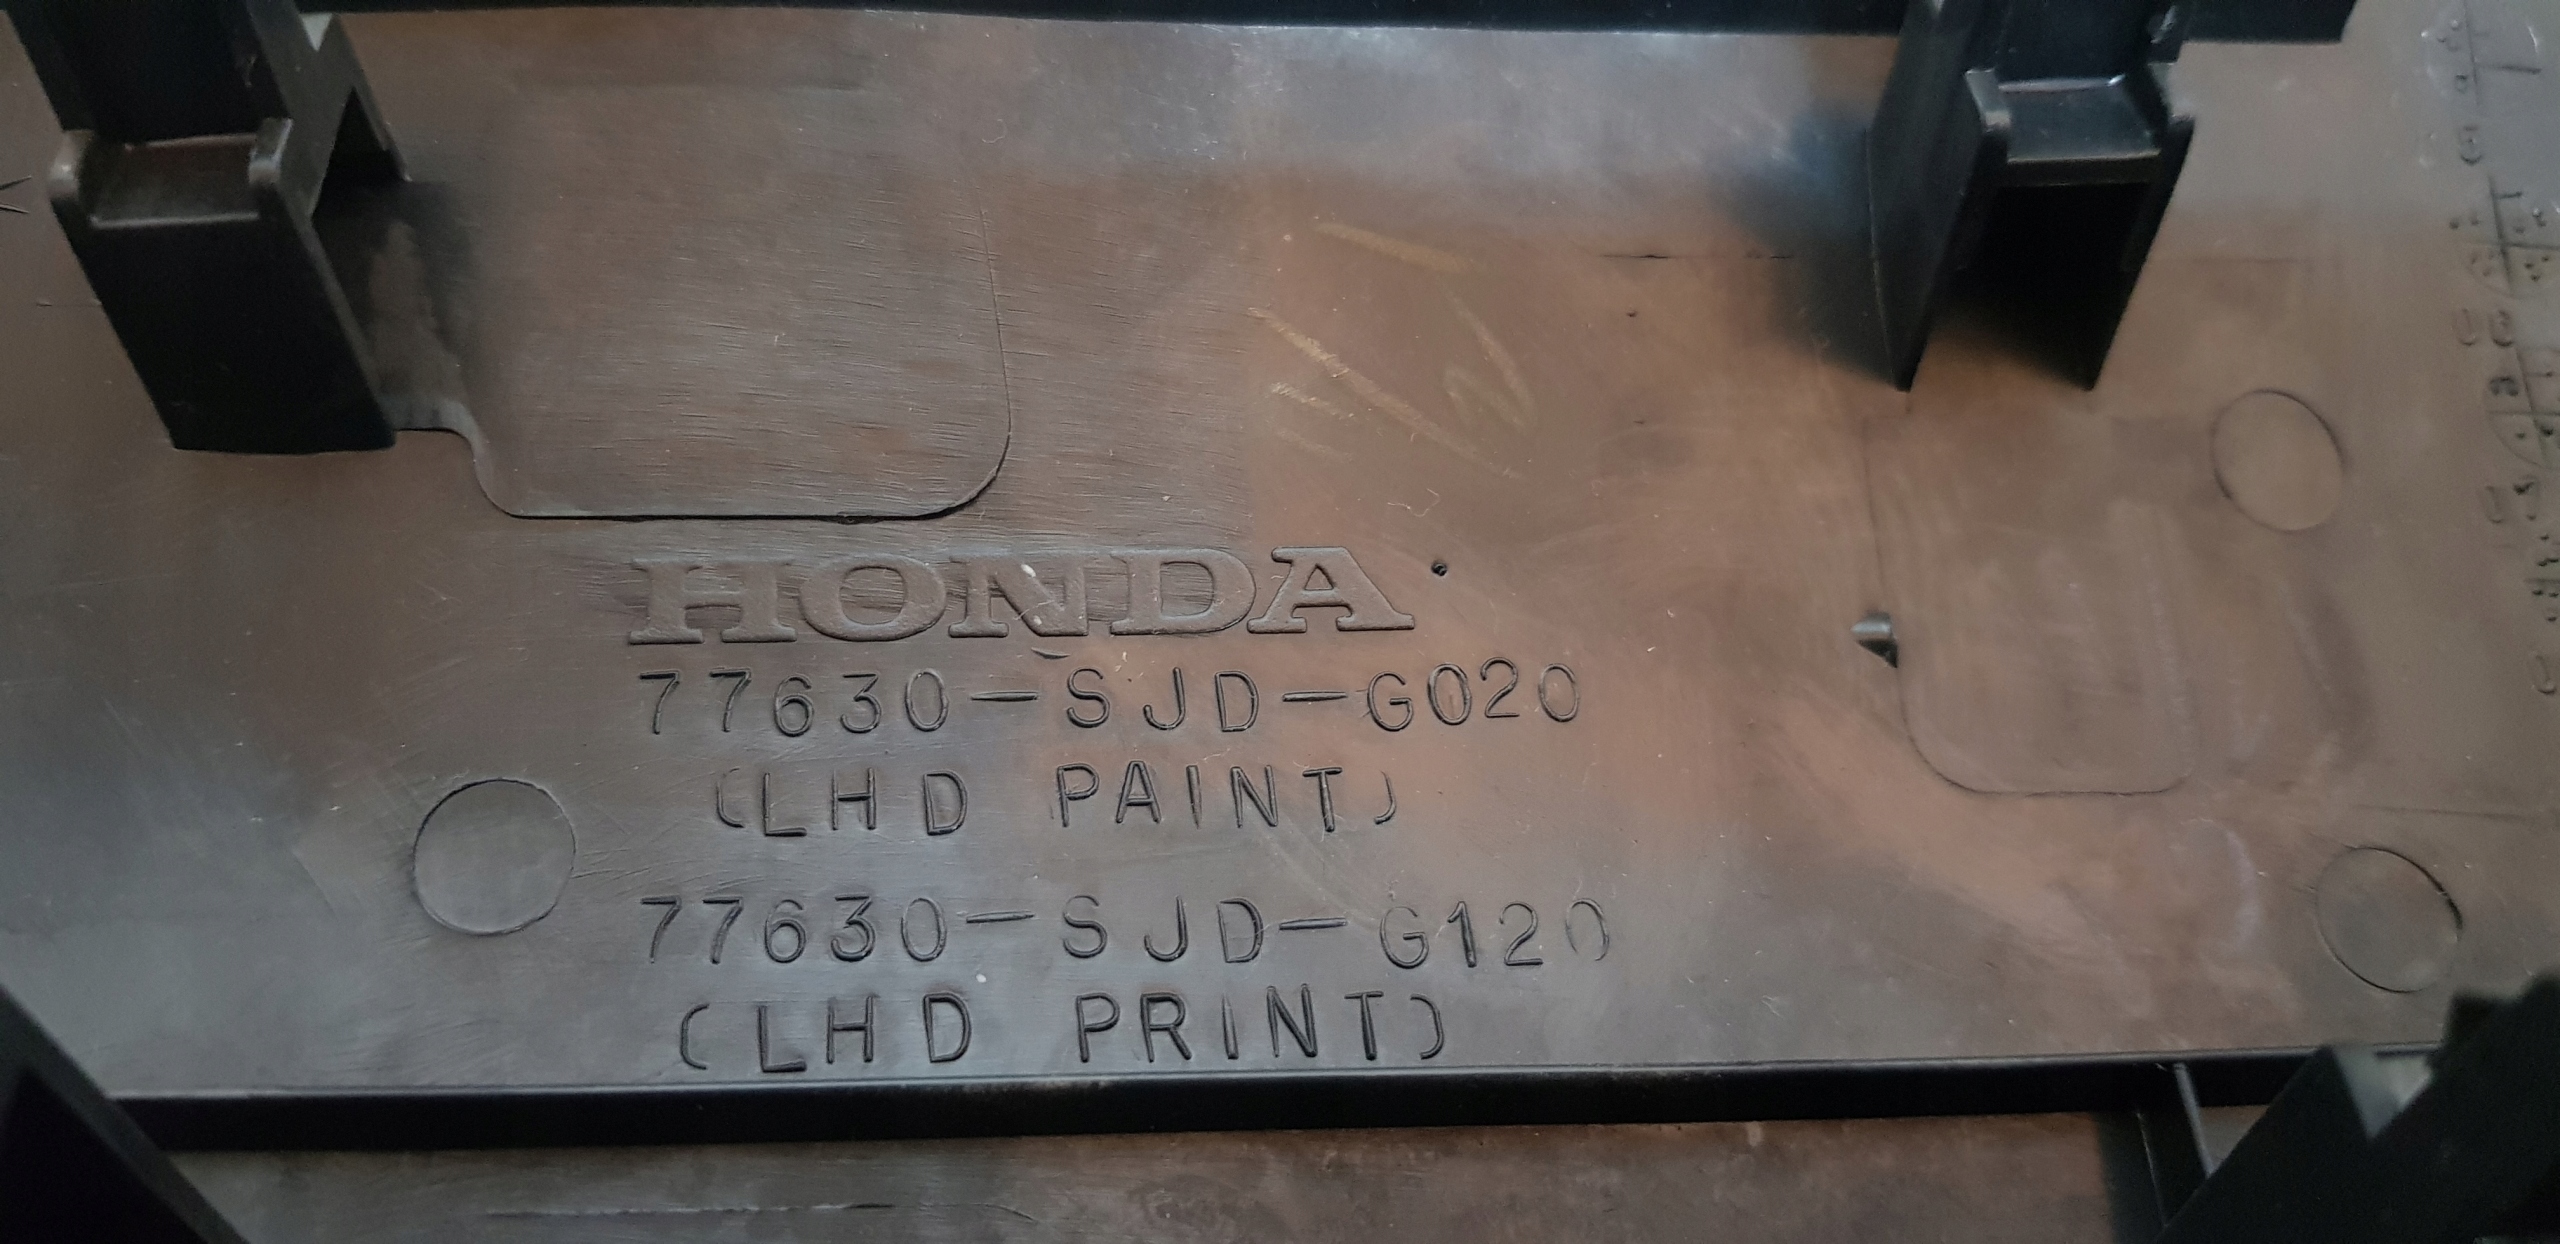 HONDA
77630-SJD-G020
(LHD PAINT)
77630-SJD-G120
(LHD PRINT)